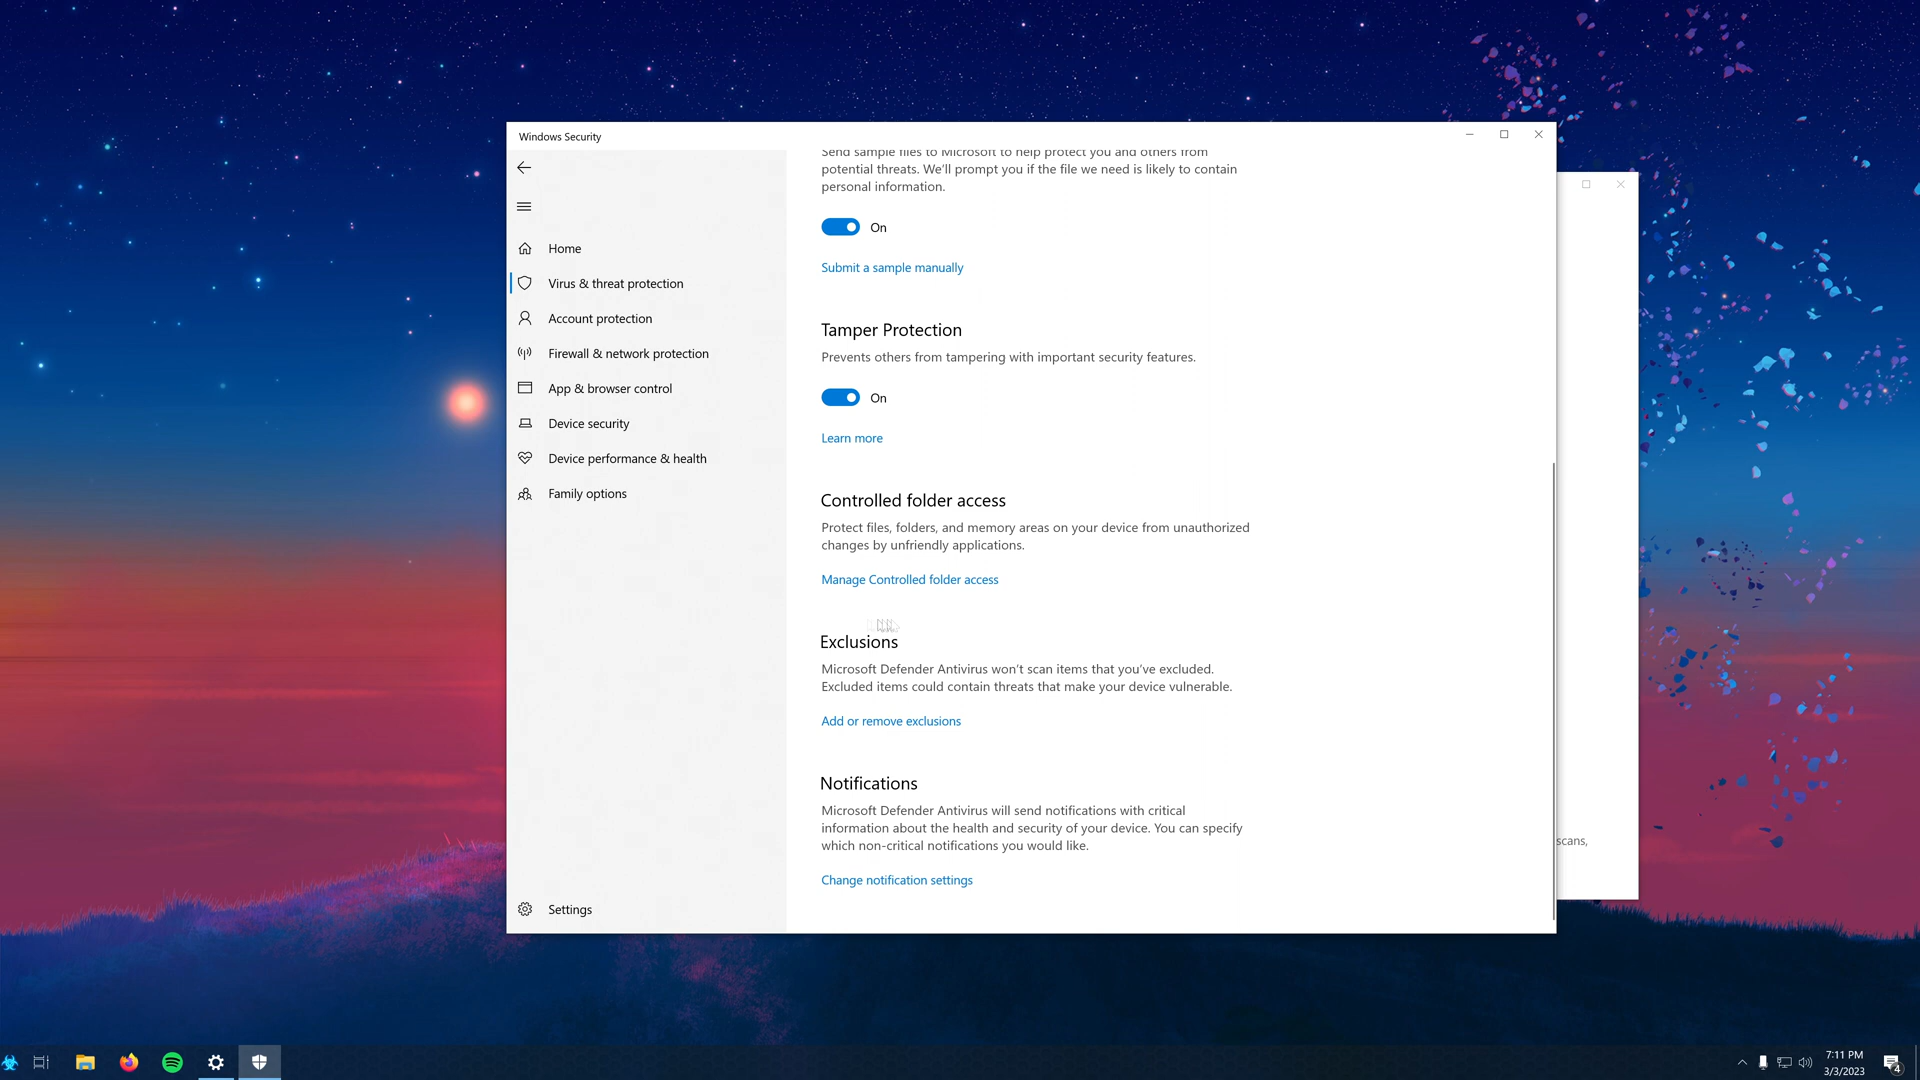 Windows Security
Send sample files to Microsoft to help protect you and others from
potential threats. We'll prompt you if the file we need is likely to contain
personal information.
On
Submit a sample manually
Home
Virus & threat protection
Account protection
Firewall & network protection
App & browser control
Device security
Device performance & health
Family options
Settings
Tamper Protection
Prevents others from tampering with important security features.
On
Learn more
Controlled folder access
Protect files, folders, and memory areas on your device from unauthorized
changes by unfriendly applications.
Manage Controlled folder access
Exclusions
Microsoft Defender Antivirus won't scan items that you've excluded.
Excluded items could contain threats that make your device vulnerable.
Add or remove exclusions
Notifications
Microsoft Defender Antivirus will send notifications with critical
information about the health and security of your device. You can specify
which non-critical notifications you would like.
Change notification settings
scans,
7:11 PM
3/3/2023
4